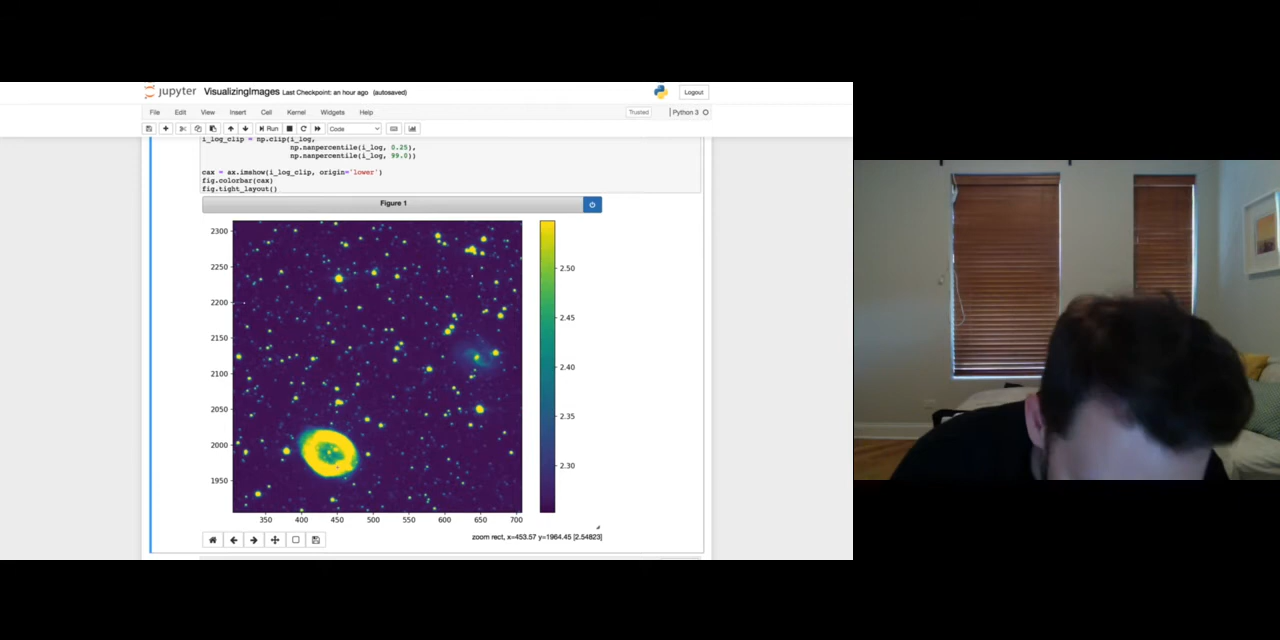 jupyter VisualizingImages Last Checkpoint: an hour ago (autosaved) Logout
File Edit View Insert Cell Kernel Widgets Help Trusted Python 3
Run Code
i_log_clip = np.clip(i_log,
np.nanpercentile(i_log, 0.25),
np.nanpercentile(i_log, 99.0))
cax = ax.imshow(i_log_clip, origin='lower')
fig.colorbar(cax)
fig.tight_layout()
Figure 1
2300
2250
2200
2150
2100
2050
2000
1950
350 400 450 500 550 600 650 700
2.50
2.45
2.40
2.35
2.30
zoom rect, x=453.57 y=1964.45 [2.54823]